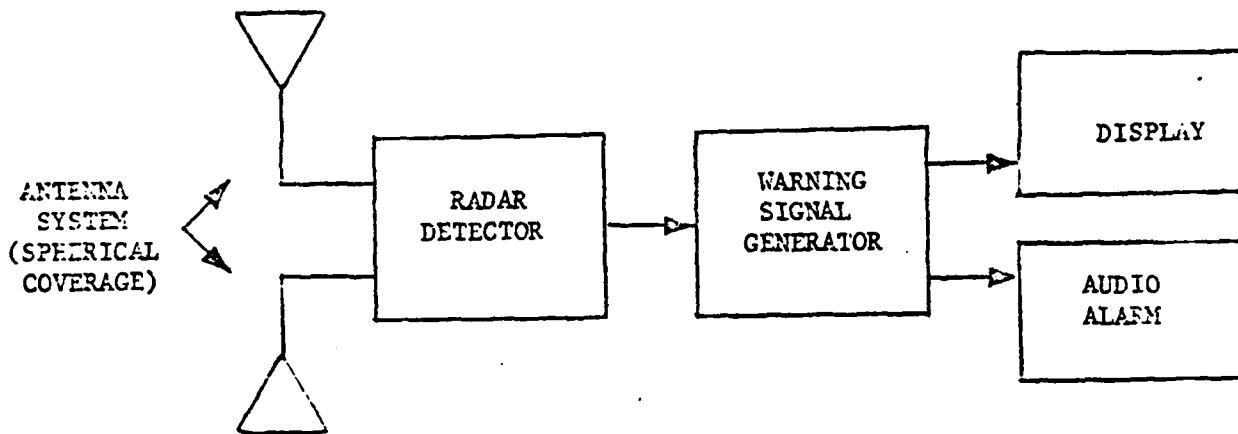 ANTENNA
SYSTEM
(SPHERICAL
COVERAGE)
RADAR
DETECTOR
WARNING
SIGNAL
GENERATOR
DISPLAY
AUDIO
ALARM